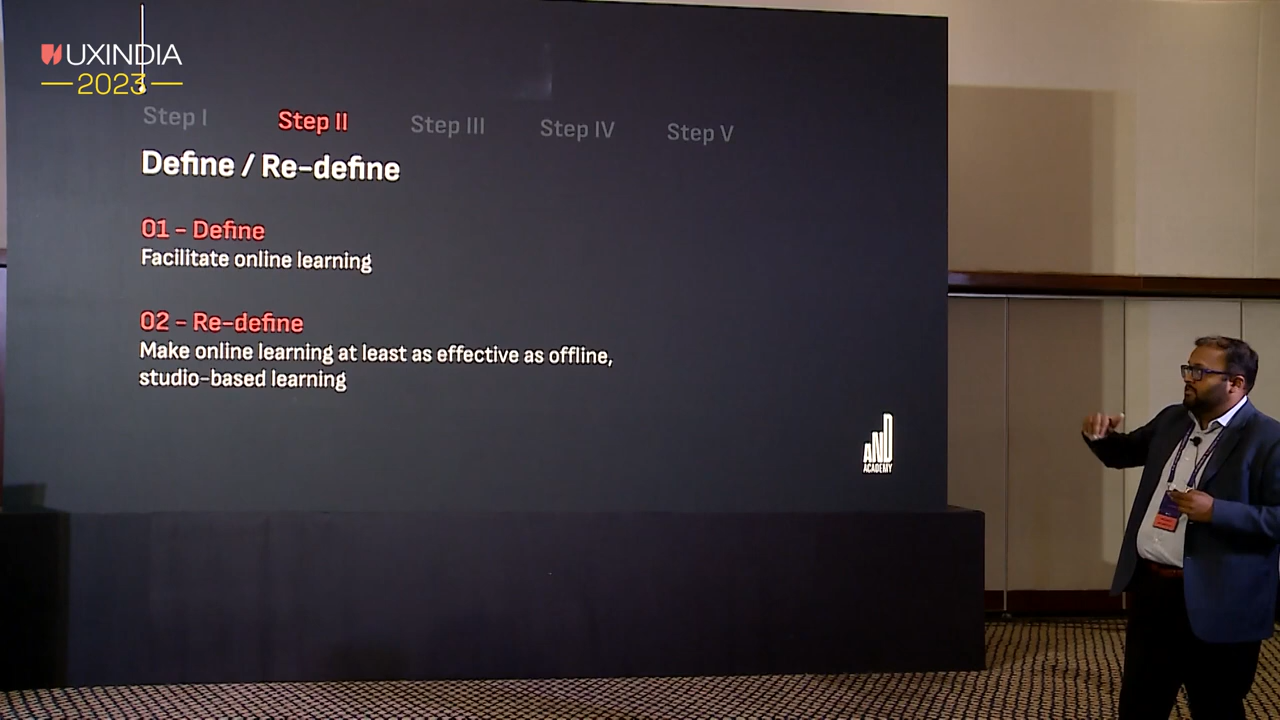 UXINDIA
2023
Step I
Step II
Step III
Step IV
Step V
Define / Re-define
01 - Define
Facilitate online learning
02 - Re-define
Make online learning at least as effective as offline,
studio-based learning
AND
ACADEMY